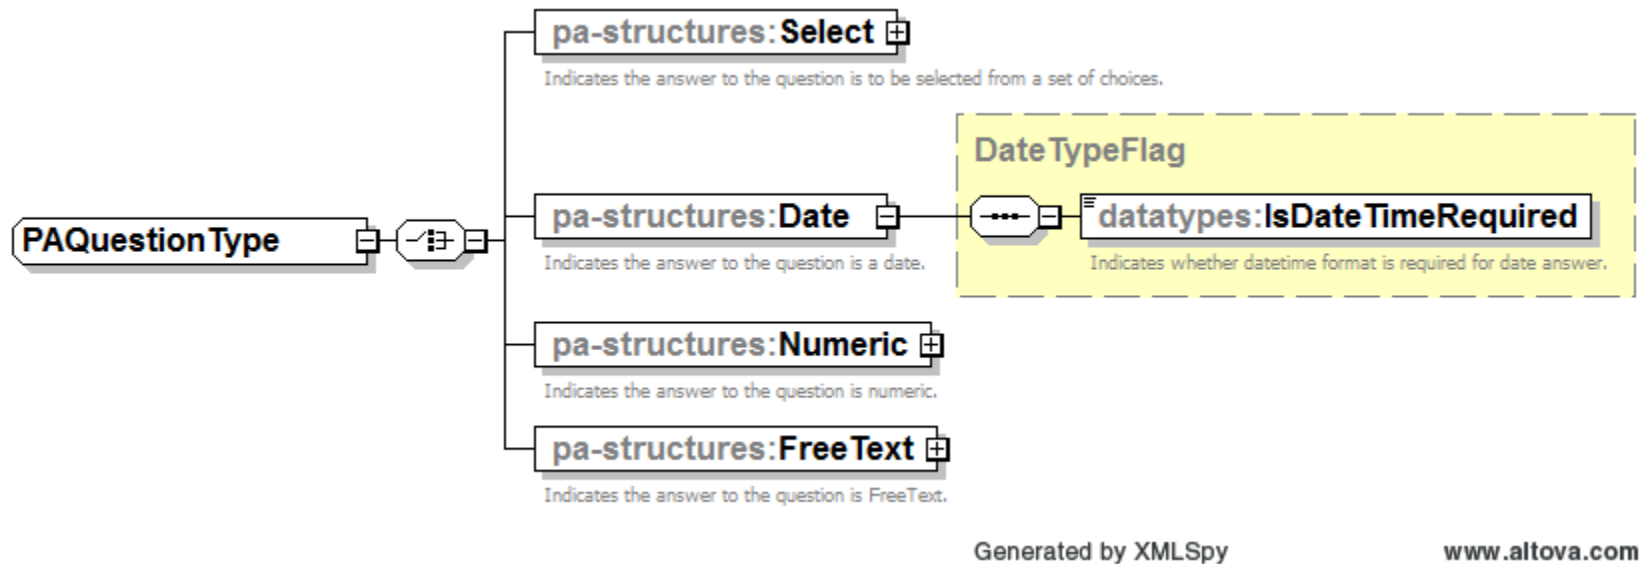 pa-structures:Select
Indicates the answer to the question is to be selected from a set of choices.
DateTypeFlag
PAQuestionType
pa-structures:Date
datatypes:IsDateTimeRequired
Indicates the answer to the question is a date.
Indicates whether datetime format is required for date answer.
pa-structures:Numeric
Indicates the answer to the question is numeric.
pa-structures:FreeText
Indicates the answer to the question is FreeText.
Generated by XMLSpy
www.altova.com